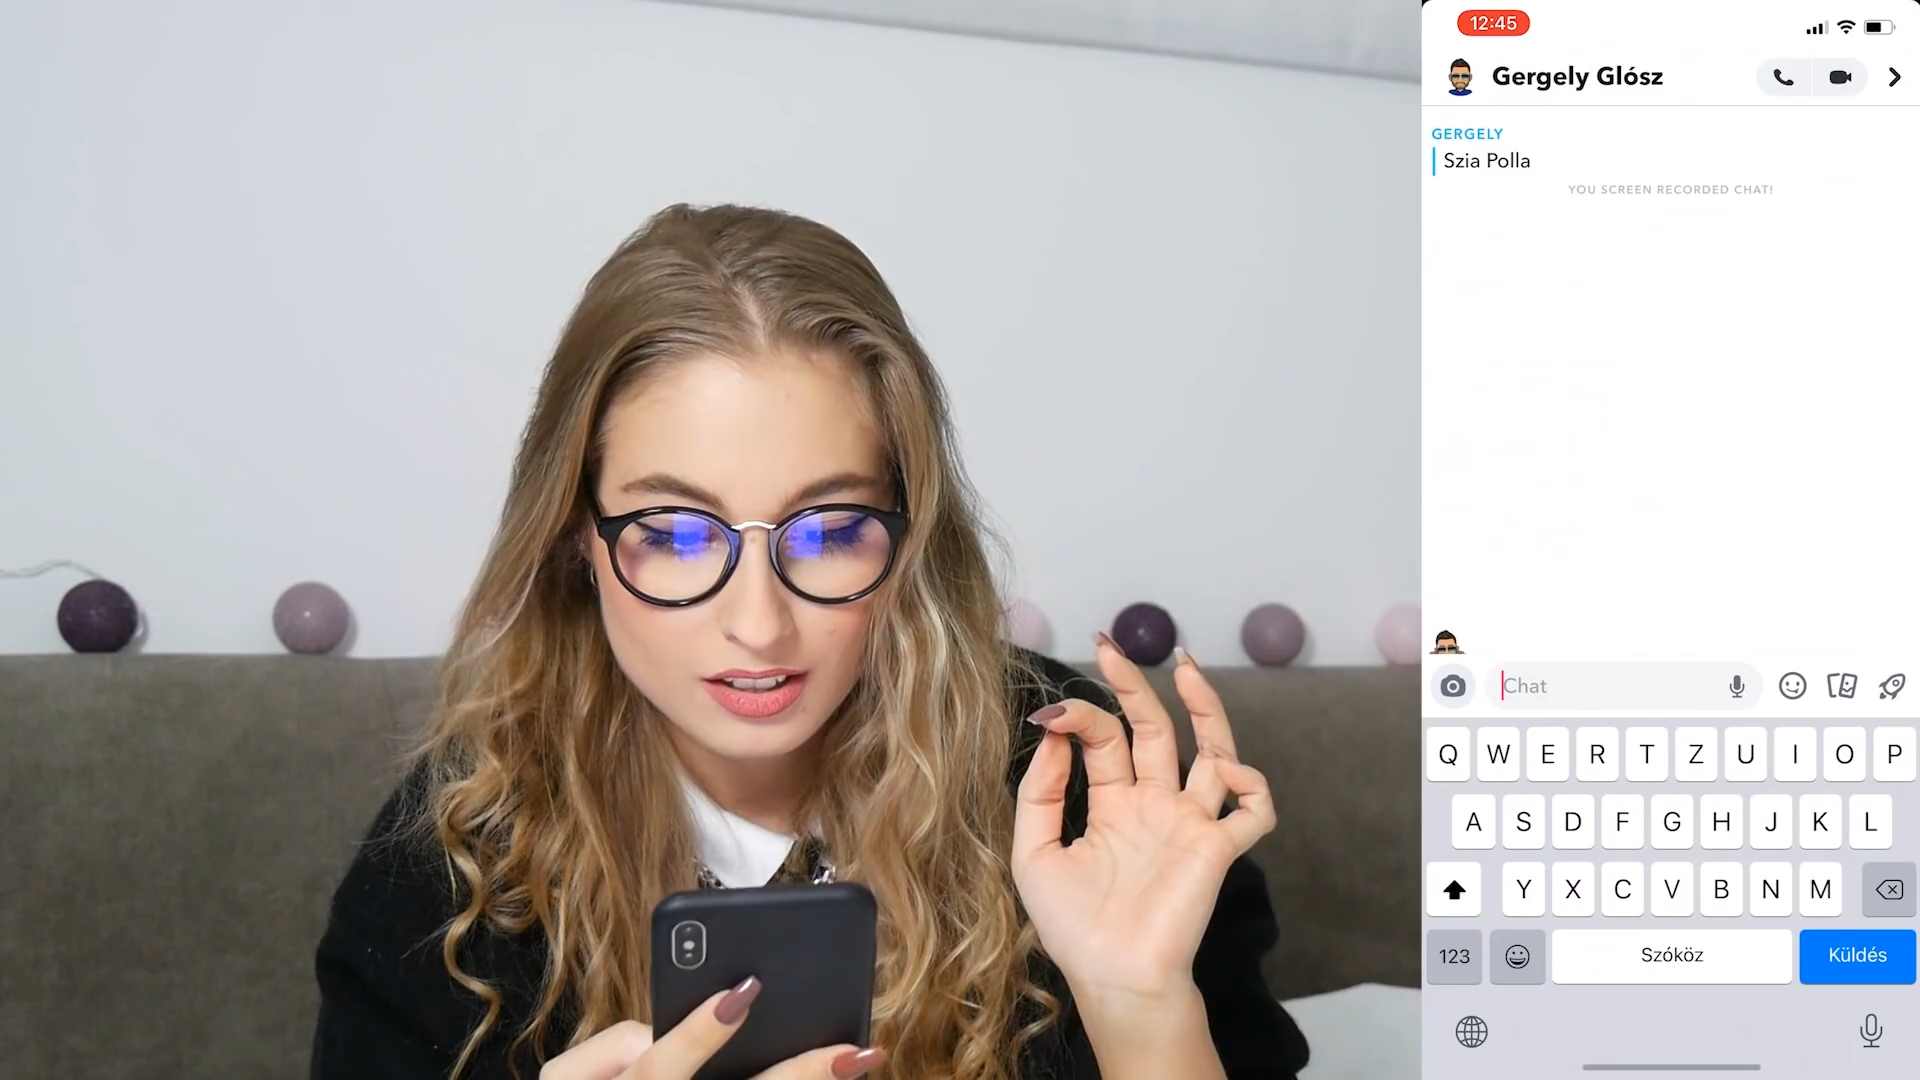 12:45
Gergely Glósz
GERGELY
Szia Polla
YOU SCREEN RECORDED CHAT!
Chat
Q W E R T Z U I O P
A S D F G H J K L
Y X C V B N M
123 Szóköz Küldés